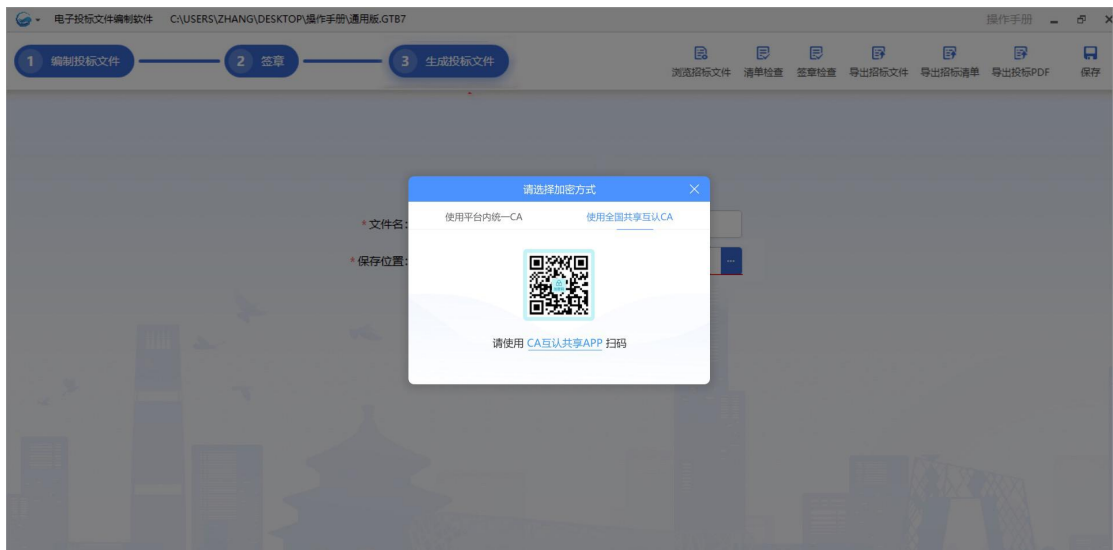 电子投标文件编制软件 C:\USERS\ZHANG\DESKTOP\操作手册\通用版.GTB7 操作手册
1 编制投标文件 2 签章 3 生成投标文件
浏览招标文件 清单检查 签章检查 导出招标文件 导出招标清单 导出投标PDF 保存
请选择加密方式
使用平台内统一CA 使用全国共享互认CA
*文件名:
*保存位置:
请使用 CA互认共享APP 扫码